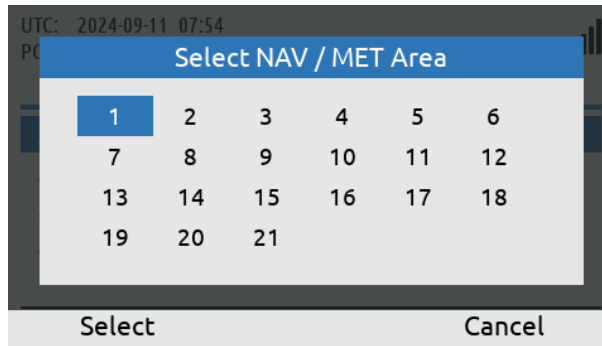 UTC: 2024-09-11 07:54
Select NAV / MET Area
1 2 3 4 5 6
7 8 9 10 11 12
13 14 15 16 17 18
19 20 21
Select Cancel